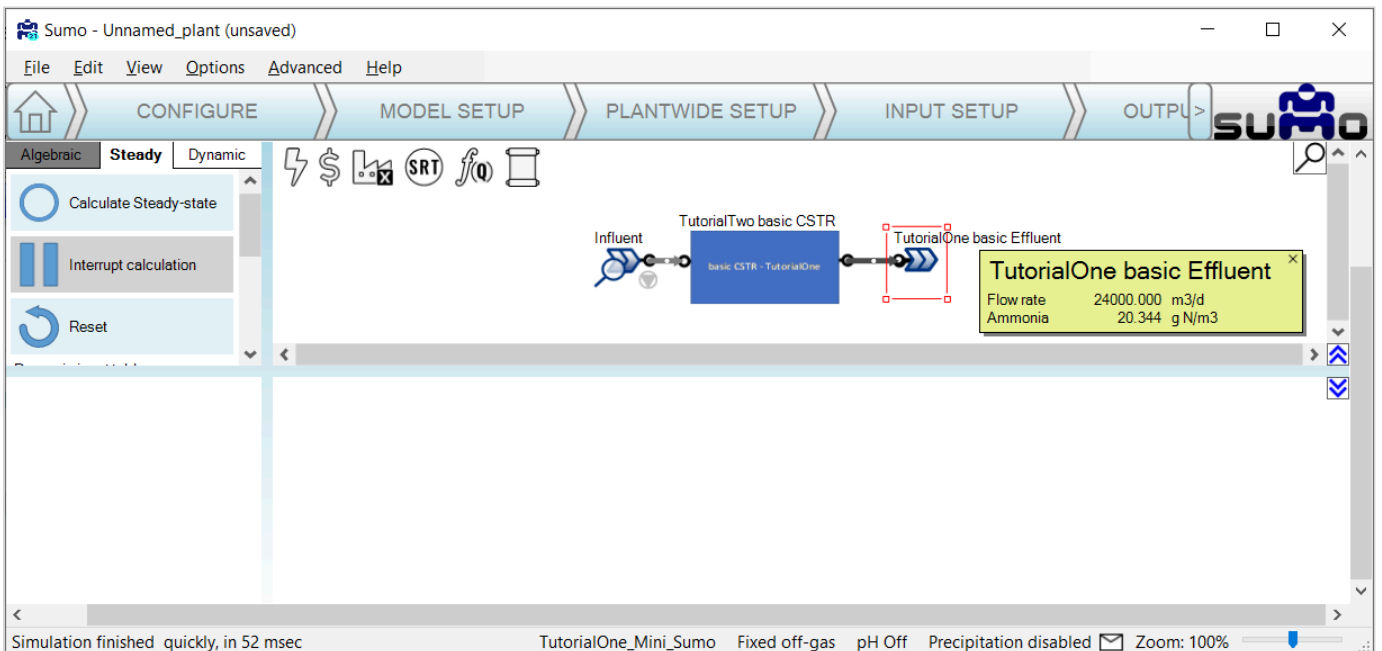 Sumo - Unnamed_plant (unsaved)
File Edit View Options Advanced Help
CONFIGURE MODEL SETUP PLANTWIDE SETUP INPUT SETUP OUTPU > sumo
Algebraic Steady Dynamic
$ SRT f(Q)
Calculate Steady-state
TutorialTwo basic CSTR
Influent
TutorialOne basic Effluent
Interrupt calculation
basic CSTR - TutorialOne
TutorialOne basic Effluent ×
Flow rate 24000.000 m3/d
Ammonia 20.344 g N/m3
Reset
Simulation finished quickly, in 52 msec TutorialOne_Mini_Sumo Fixed off-gas pH Off Precipitation disabled Zoom: 100%